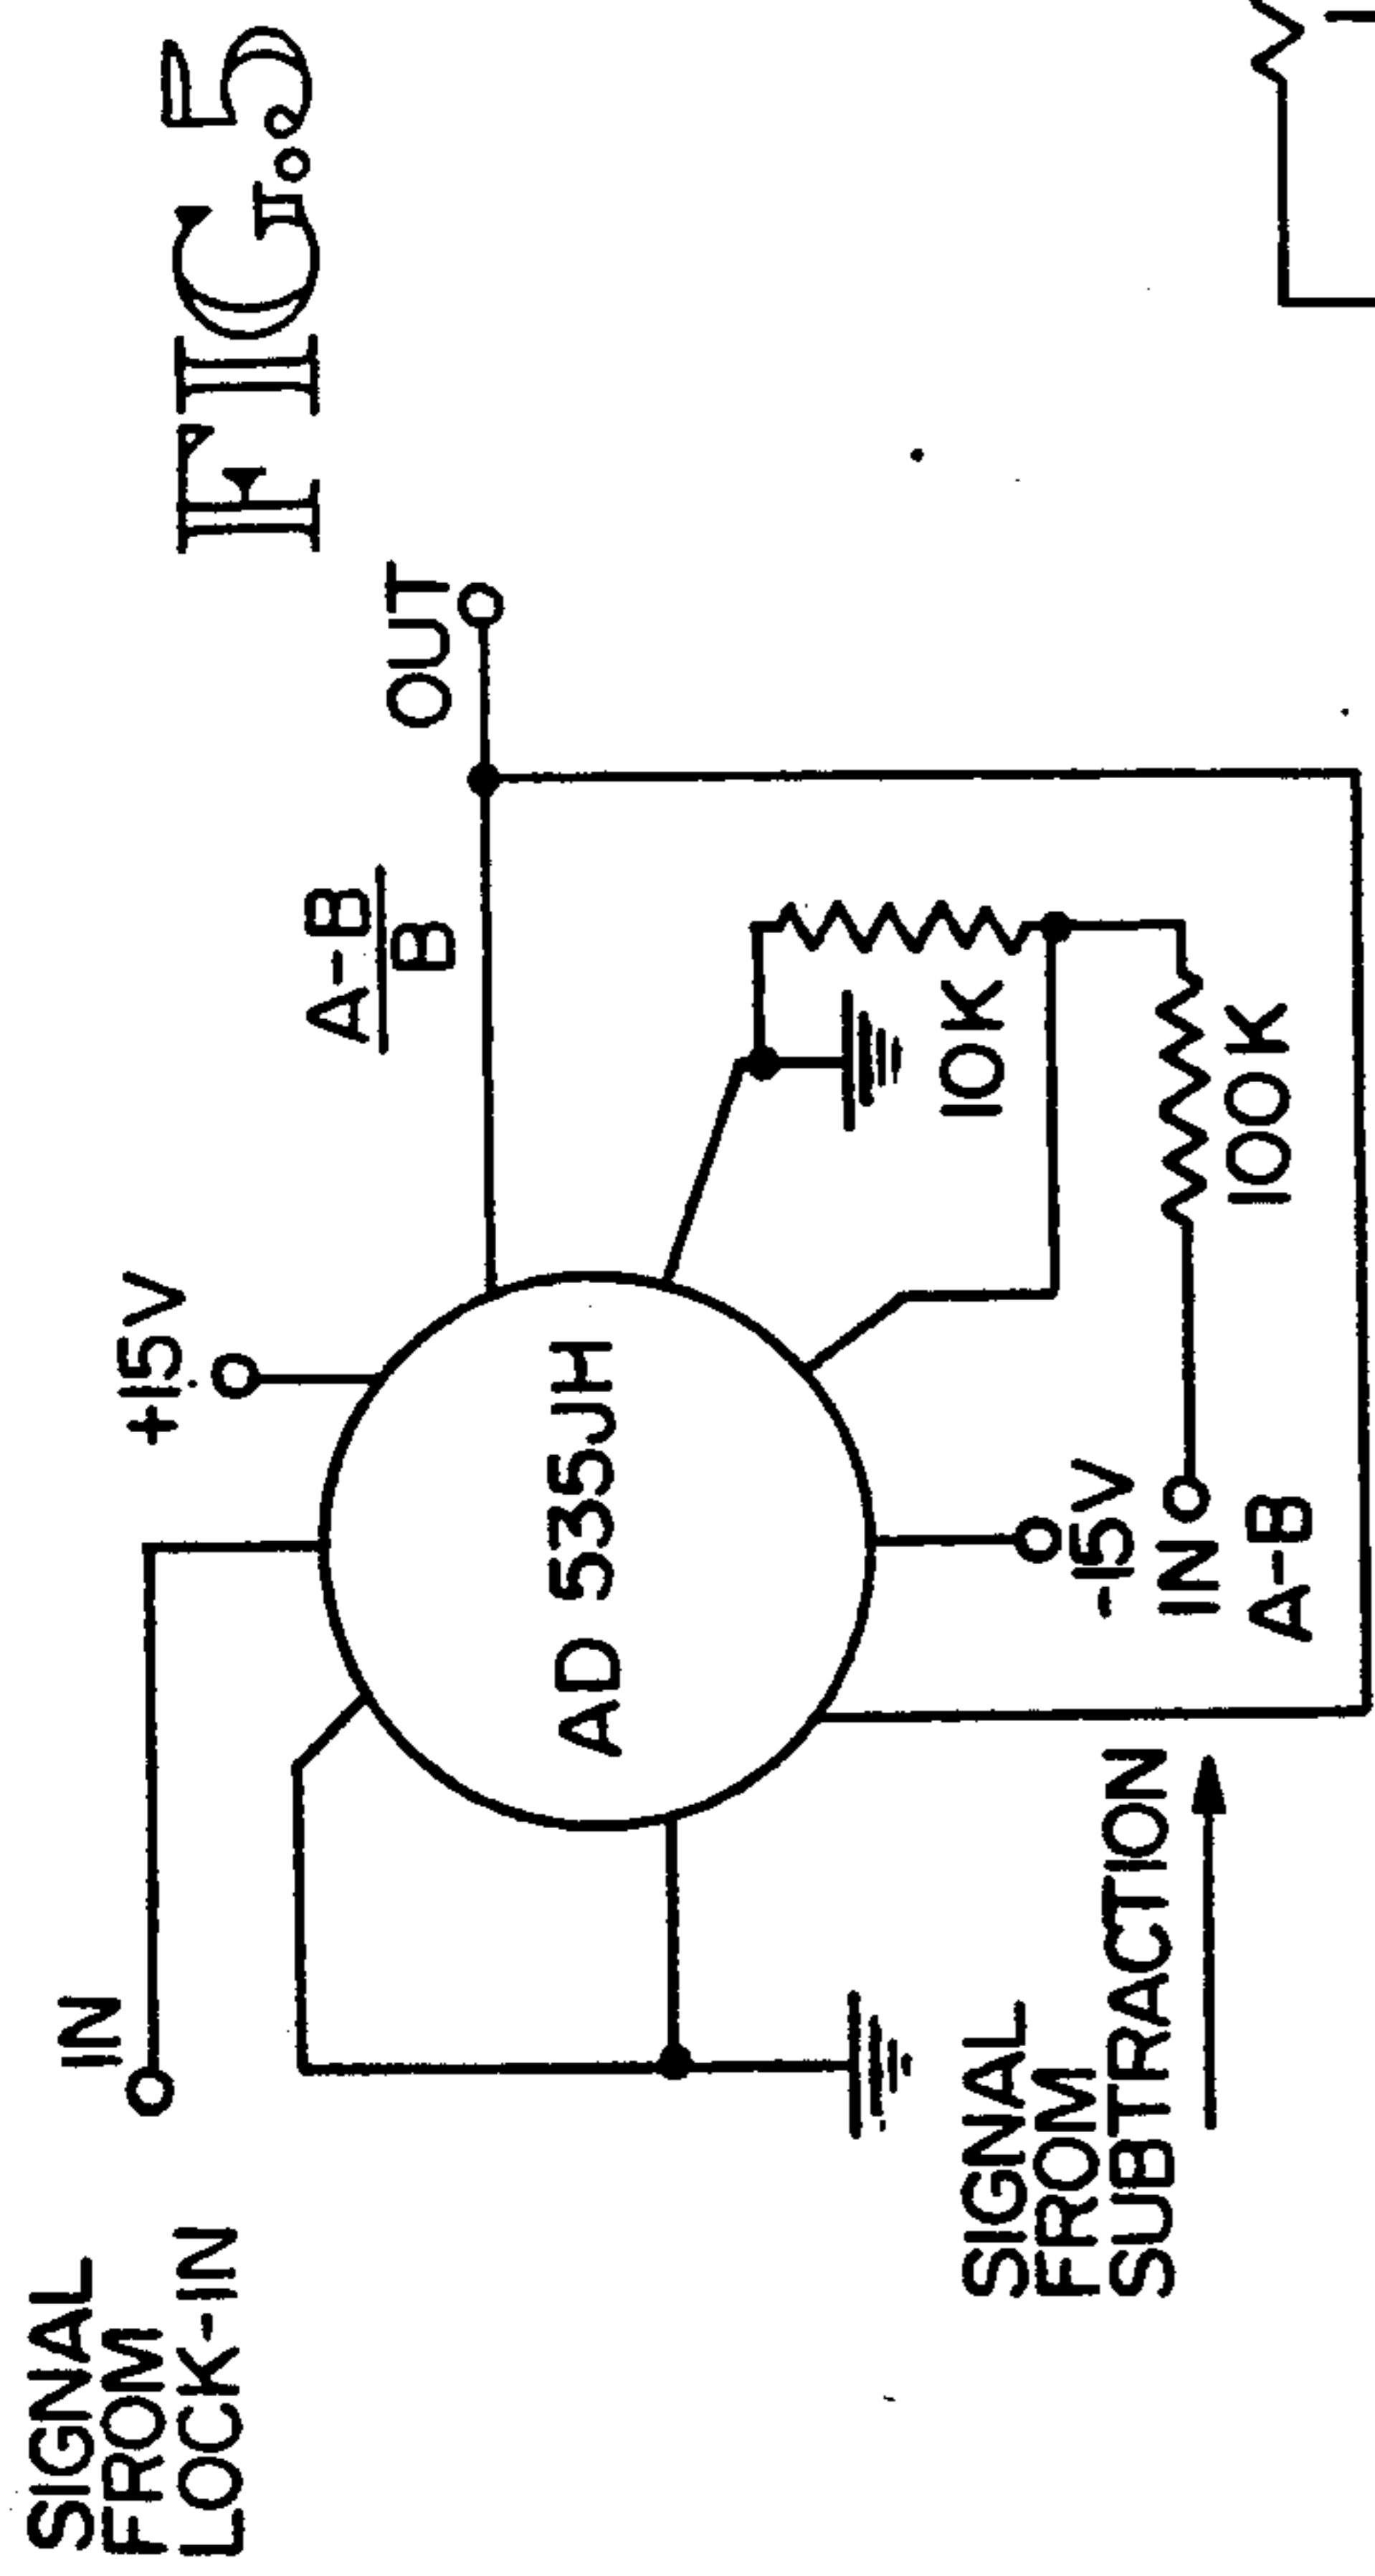 FIG.5
SIGNAL
FROM
LOCK-IN
IN
+15V
A-B
B
OUT
AD 535JH
10K
-15V
IN
A-B
100K
SIGNAL
FROM
SUBTRACTION